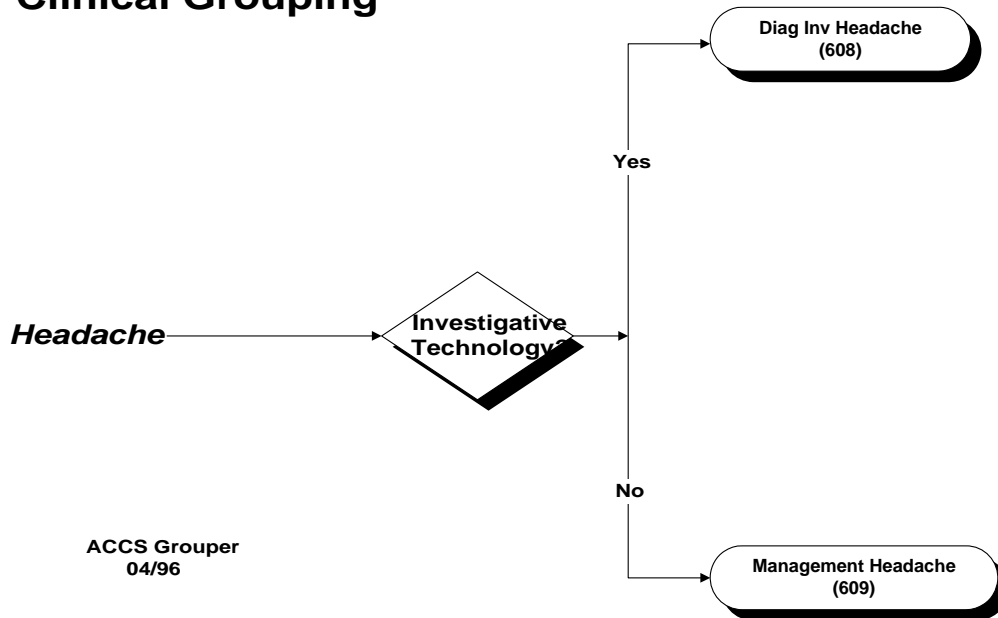 Clinical Grouping
Diag Inv Headache
(608)
Yes
Headache
Investigative
Technology?
No
ACCS Grouper
04/96
Management Headache
(609)